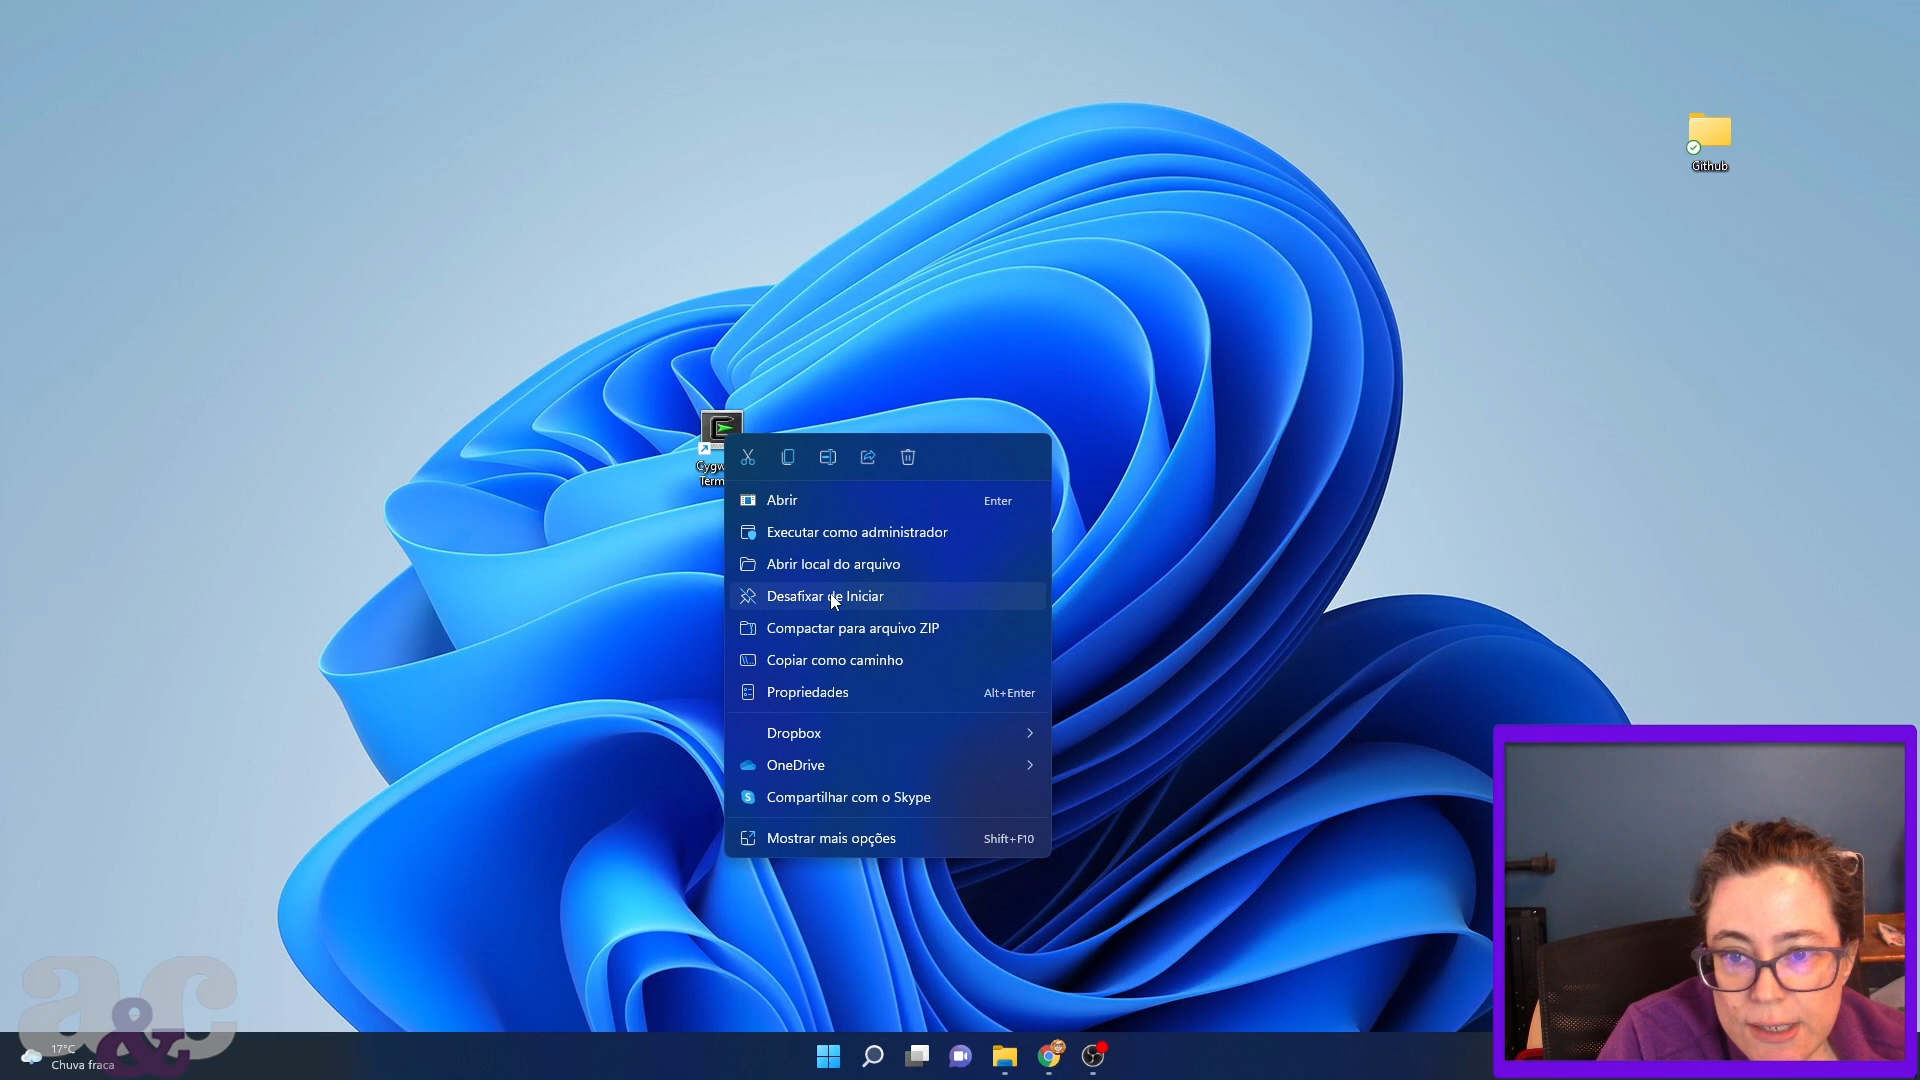 Github
Cygw
Term
Abrir Enter
Executar como administrador
Abrir local do arquivo
Desafixar de Iniciar
Compactar para arquivo ZIP
Copiar como caminho
Propriedades Alt+Enter
Dropbox
OneDrive
Compartilhar com o Skype
Mostrar mais opções Shift+F10
a&c
17°C
Chuva fraca